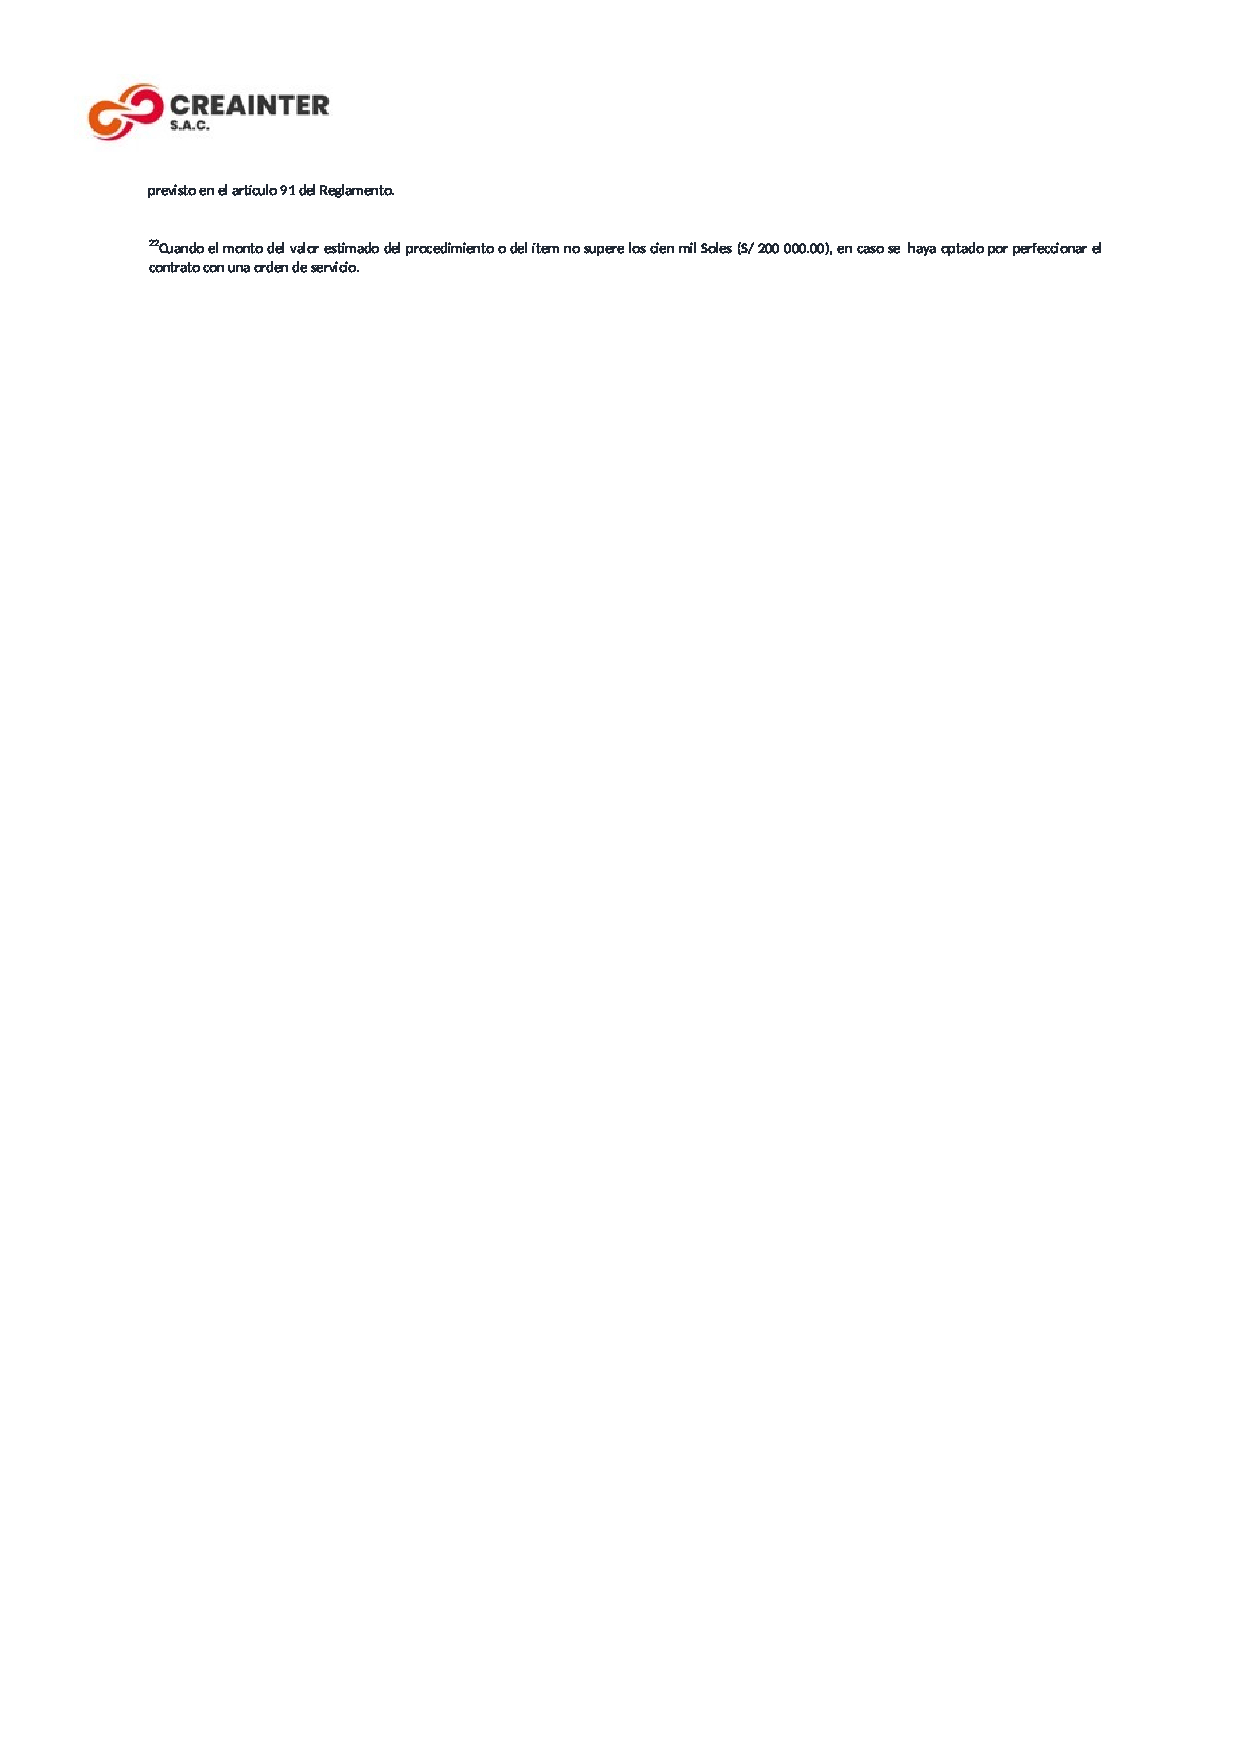 CREAINTER
S.A.C.
previsto en el artículo 91 del Reglamento.
22Cuando el monto del valor estimado del procedimiento o del ítem no supere los cien mil Soles (S/ 200 000.00), en caso se haya optado por perfeccionar el
contrato con una orden de servicio.